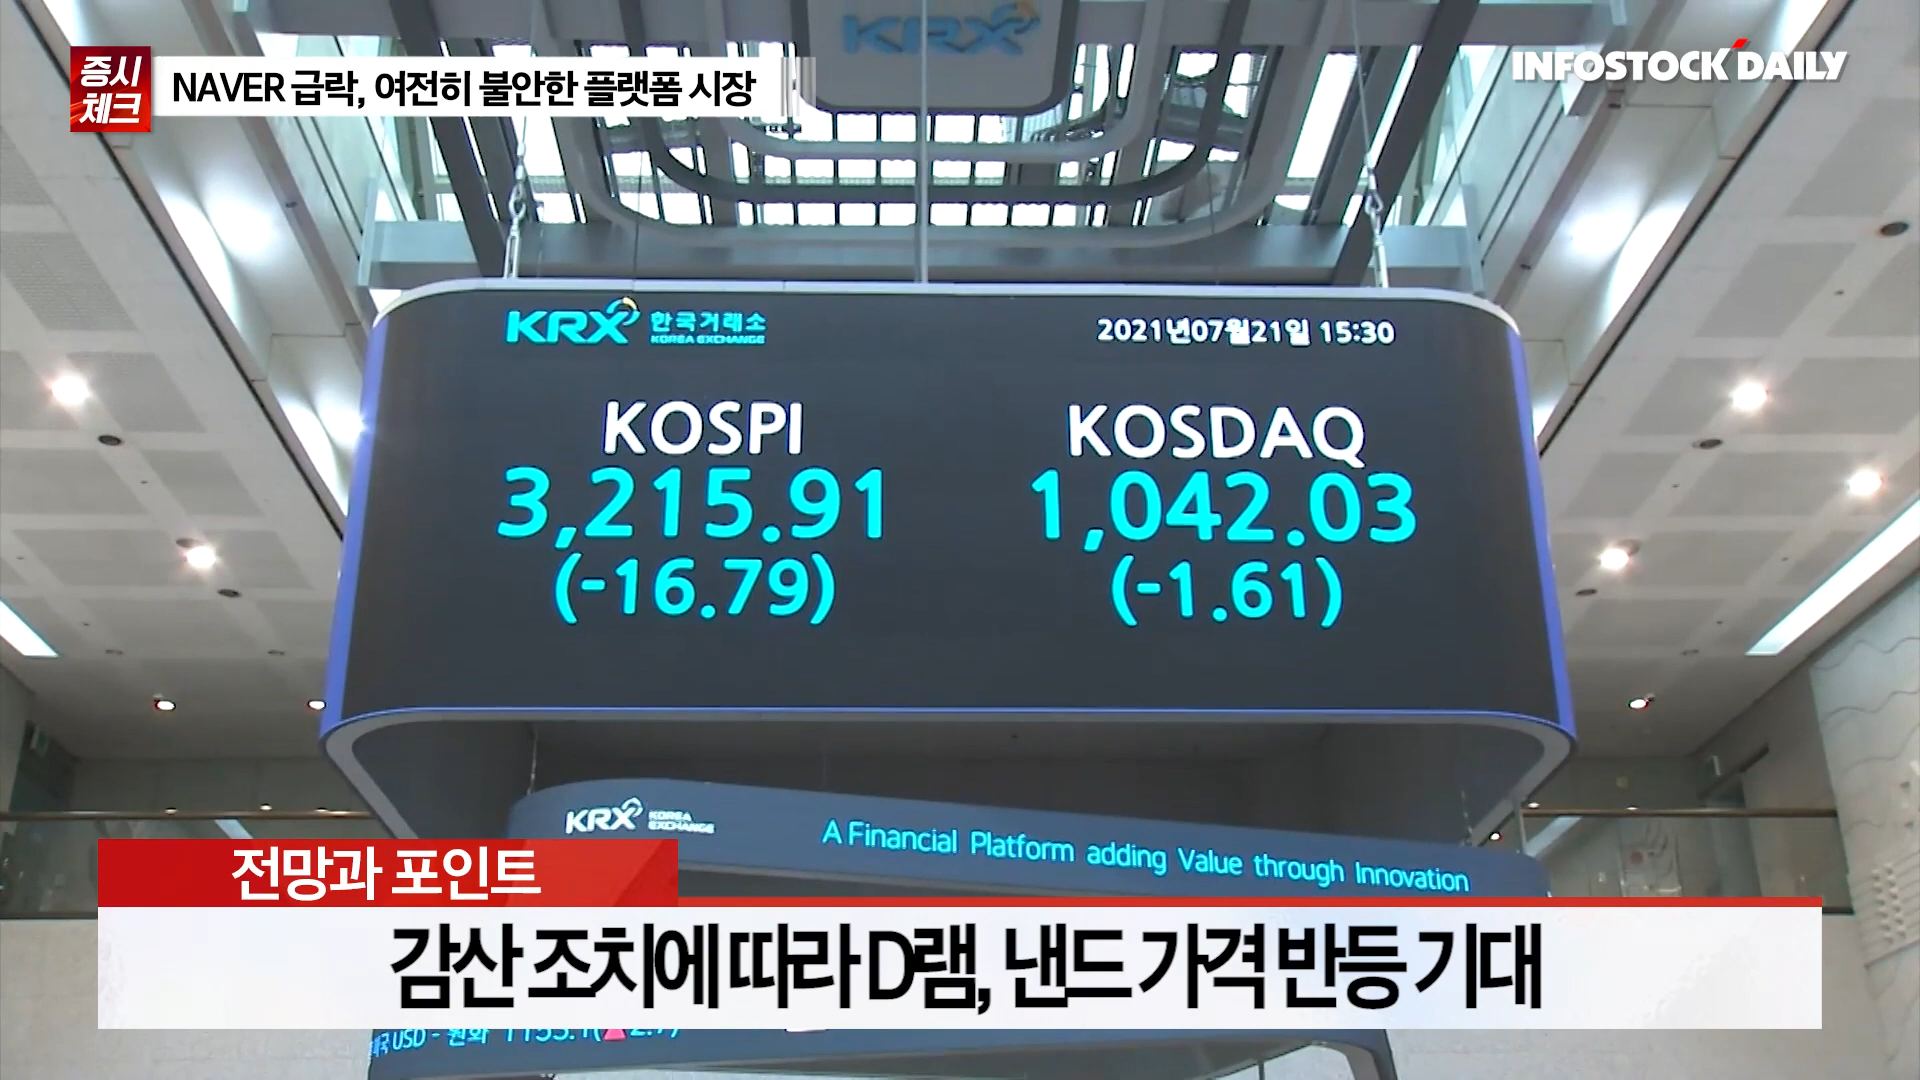 증시
체크
NAVER 급락, 여전히 불안한 플랫폼 시장
INFOSTOCK DAILY
KRX
KRX 한국거래소
KOREA EXCHANGE
2021년07월21일 15:30
KOSPI
3,215.91
(-16.79)
KOSDAQ
1,042.03
(-1.61)
KRX KOREA
EXCHANGE
A Financial Platform adding Value through Innovation
전망과 포인트
감산 조치에 따라 D램, 낸드 가격 반등 기대
USD - 원화